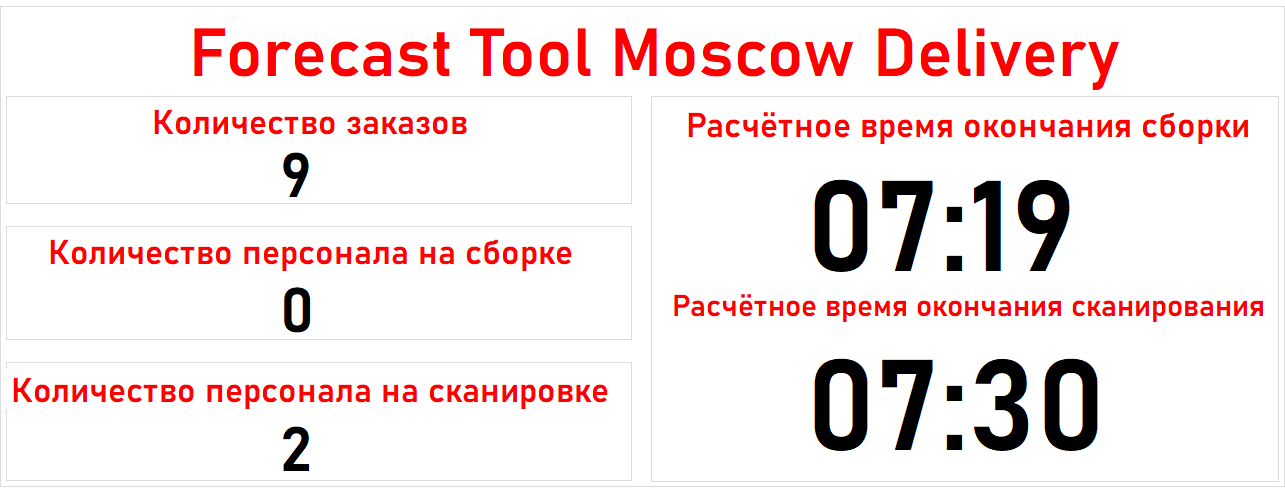 Forecast Tool Moscow Delivery
Количество заказов
9
Количество персонала на сборке
0
Количество персонала на сканировке
2
Расчётное время окончания сборки
07:19
Расчётное время окончания сканирования
07:30